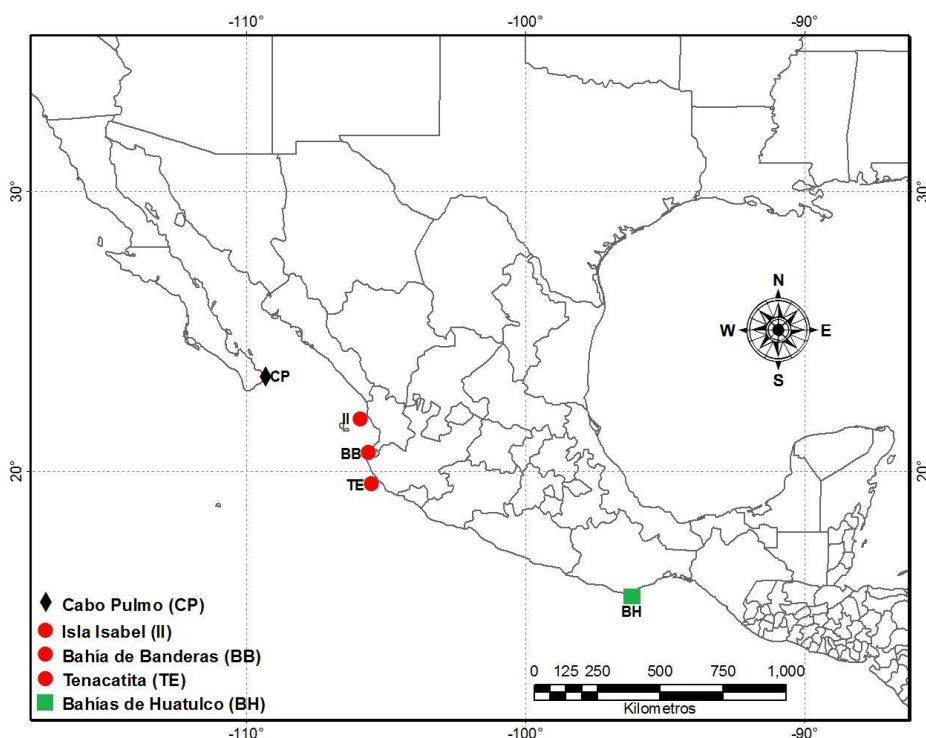 -110° -100° -90°
30° 30°
N
W E
S
CP
II
BB
20° 20°
TE
BH
Cabo Pulmo (CP)
Isla Isabel (II)
Bahía de Banderas (BB)
Tenacatita (TE)
Bahías de Huatulco (BH)
0 125 250 500 750 1,000
Kilometros
-110° -100° -90°